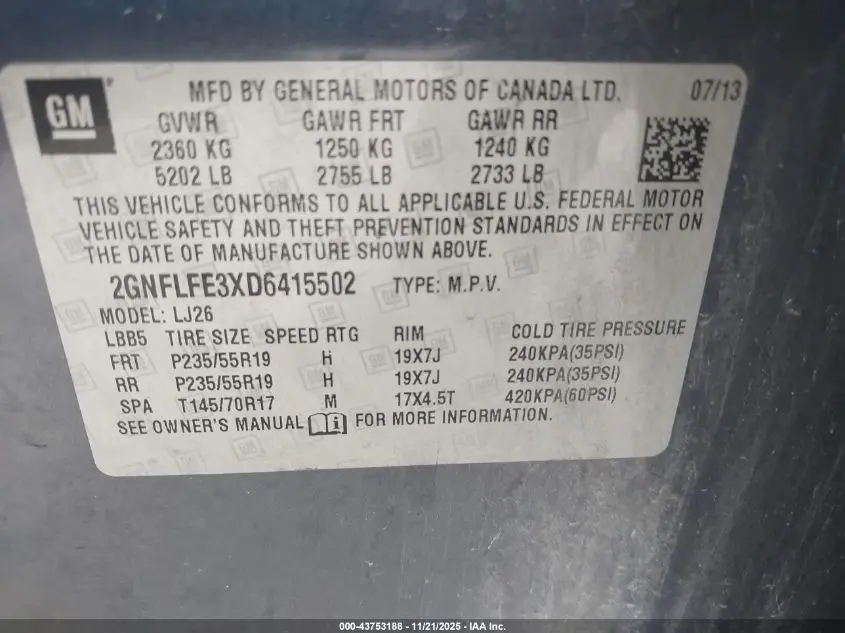 GM
MFD BY GENERAL MOTORS OF CANADA LTD. 07/13
GVWR GAWR FRT GAWR RR
2360 KG 1250 KG 1240 KG
5202 LB 2755 LB 2733 LB
THIS VEHICLE CONFORMS TO ALL APPLICABLE U.S. FEDERAL MOTOR
VEHICLE SAFETY AND THEFT PREVENTION STANDARDS IN EFFECT ON
THE DATE OF MANUFACTURE SHOWN ABOVE.
2GNFLFE3XD6415502 TYPE: M.P.V.
MODEL: LJ26
LBB5 TIRE SIZE SPEED RTG RIM COLD TIRE PRESSURE
FRT P235/55R19 H 19X7J 240KPA(35PSI)
RR P235/55R19 H 19X7J 240KPA(35PSI)
SPA T145/70R17 M 17X4.5T 420KPA(60PSI)
SEE OWNER'S MANUAL i FOR MORE INFORMATION.
000-43753188 - 11/21/2025 - IAA Inc.